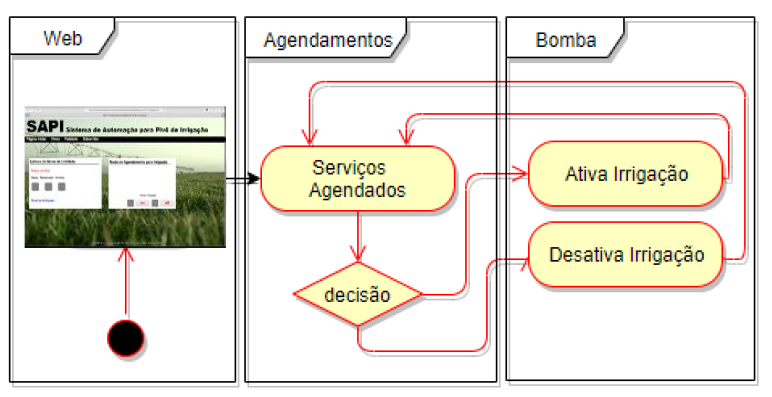 Web
Agendamentos
Bomba
SAPI Sistema de Automação para Pivô de Irrigação
Serviços
Agendados
Ativa Irrigação
Desativa Irrigação
decisão